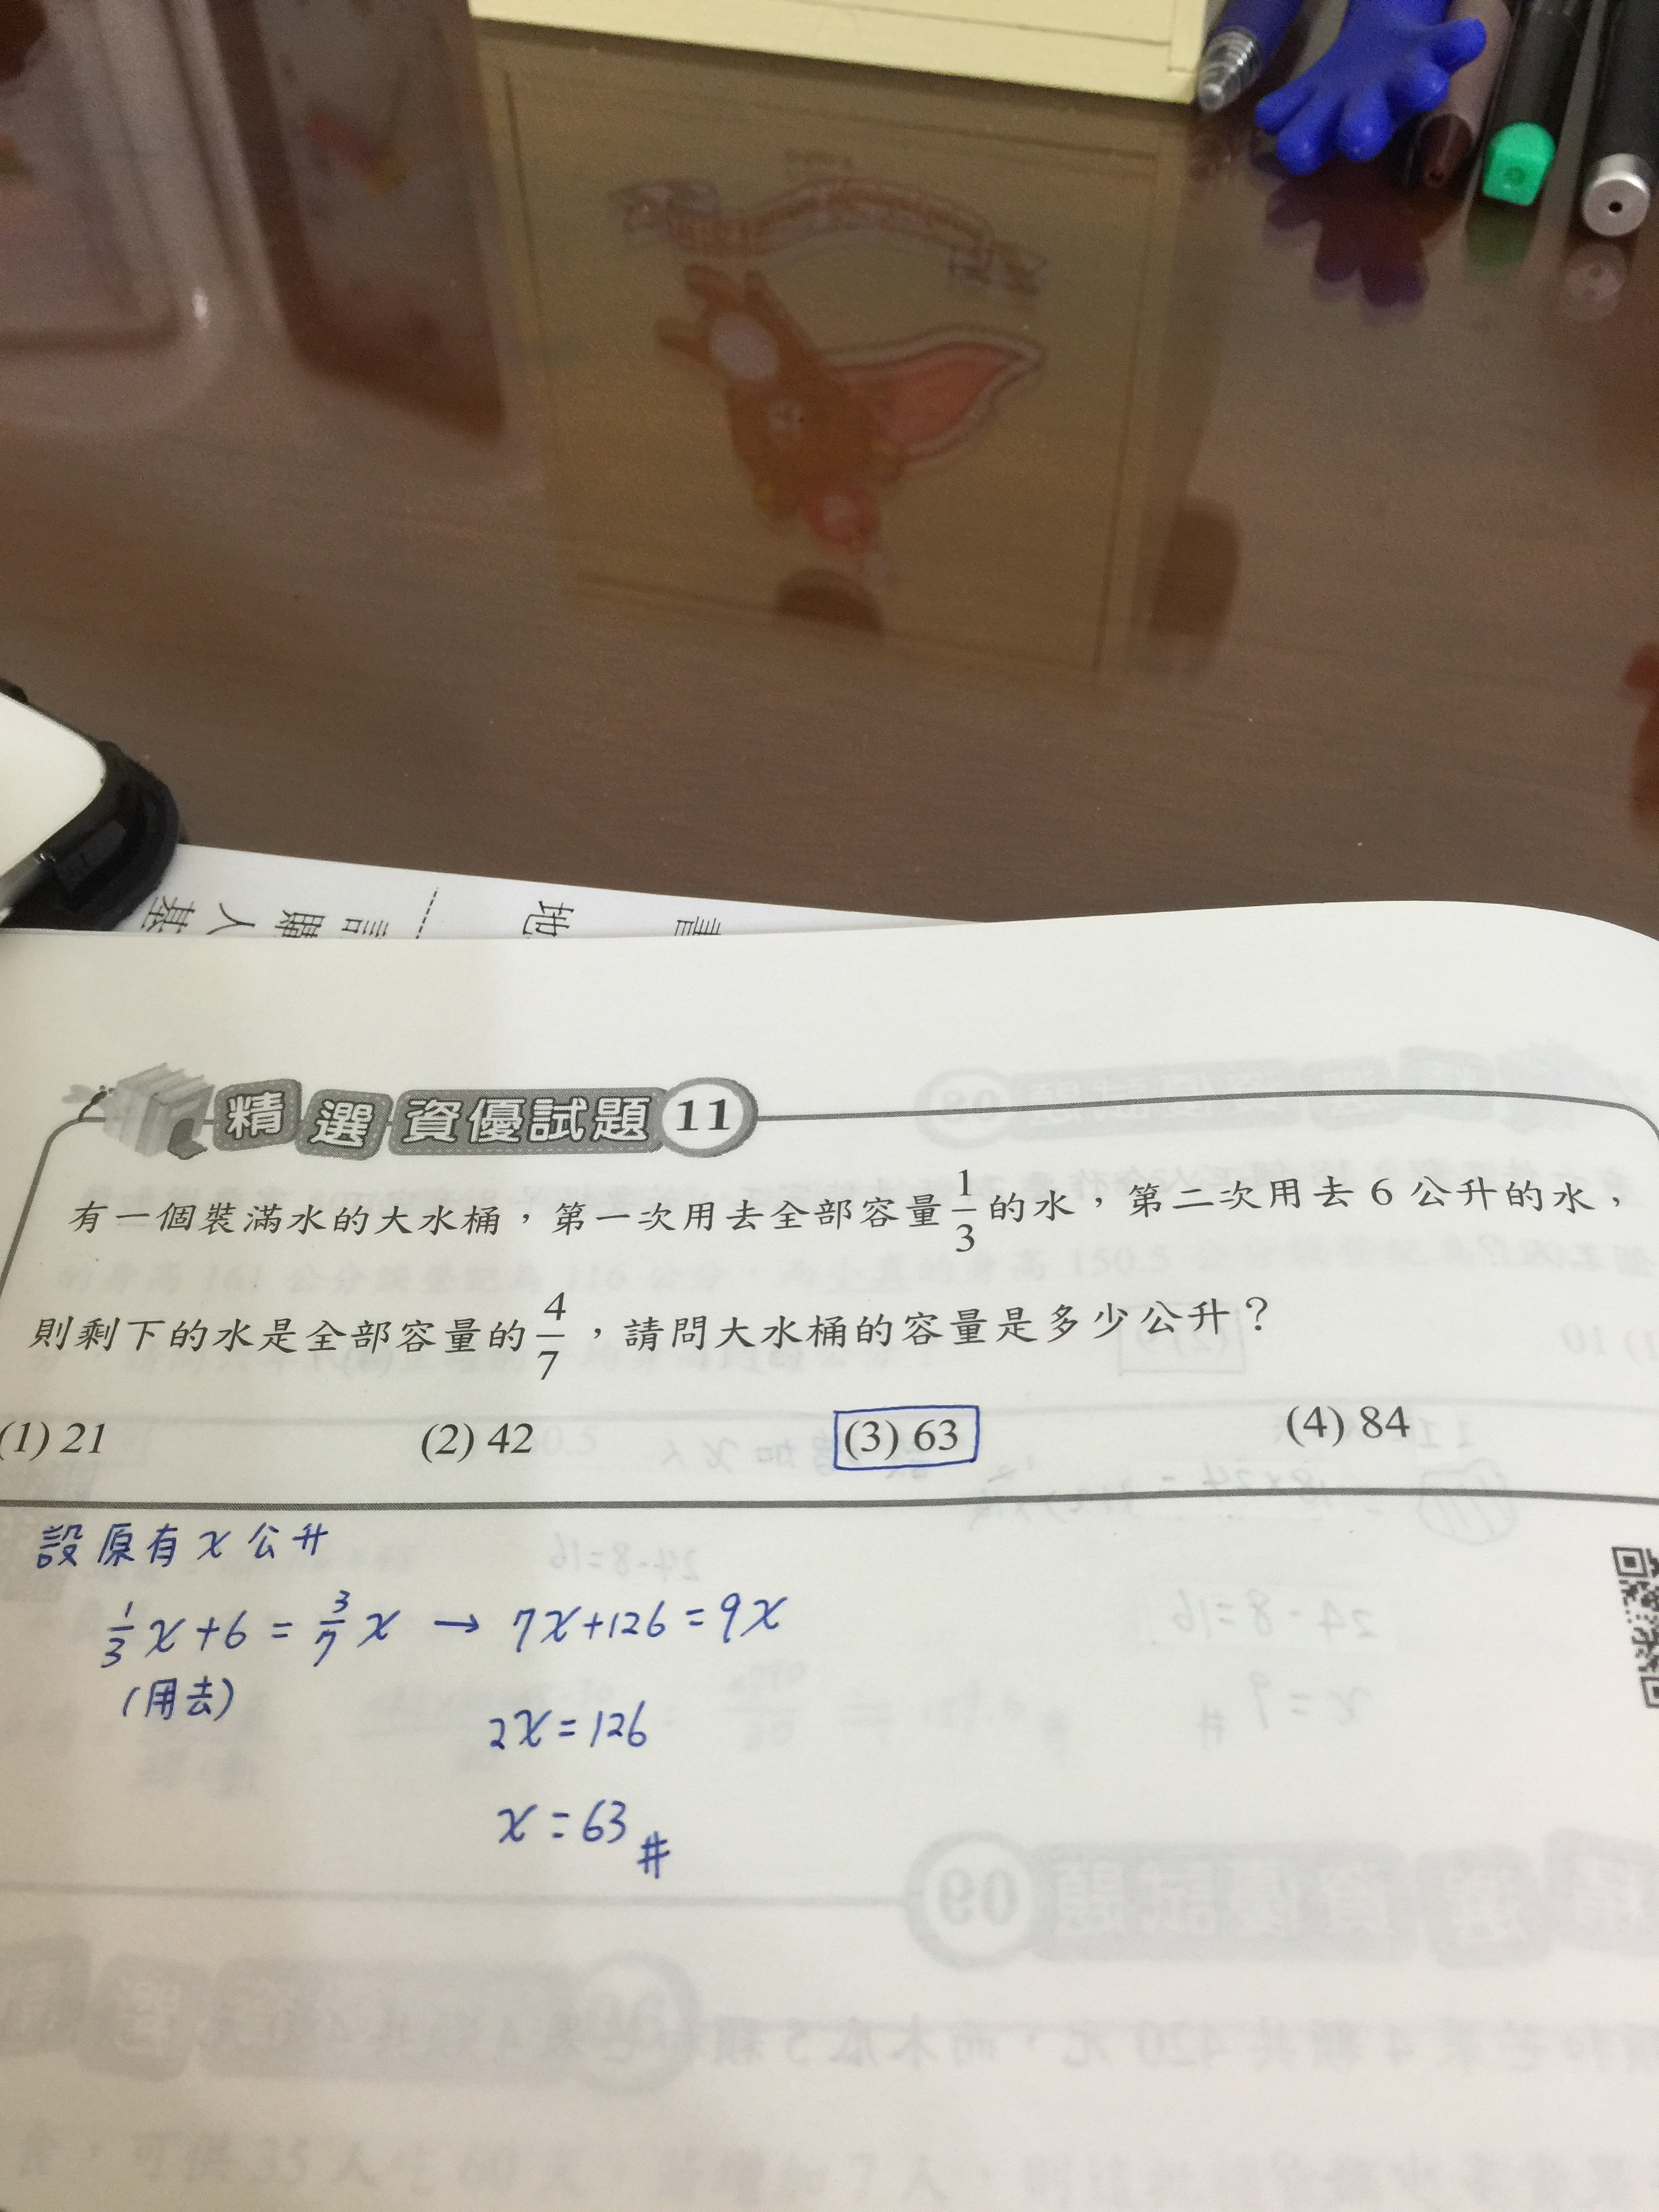 精選資優試題 11
有一個裝滿水的大水桶，第一次用去全部容量1/3的水，第二次用去 6 公升的水，
則剩下的水是全部容量的4/7，請問大水桶的容量是多少公升？
(1) 21 (2) 42 (3) 63 (4) 84
設原有x公升
1/3x+6=3/7x → 7x+126=9x
(用去)
2x=126
x=63#